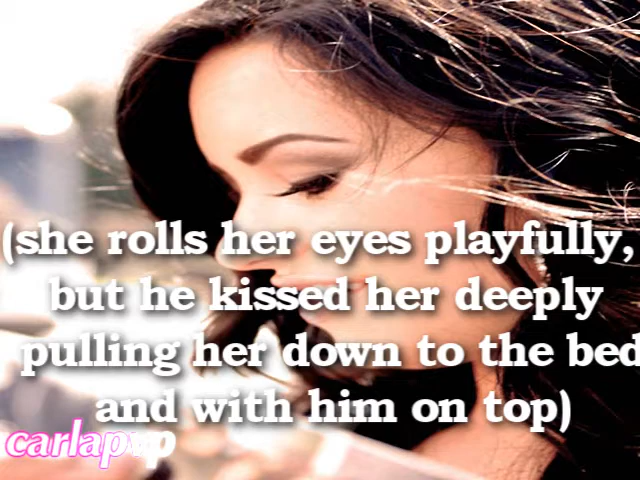 (she rolls her eyes playfully,
but he kissed her deeply
pulling her down to the bed
and with him on top)
carlapvp